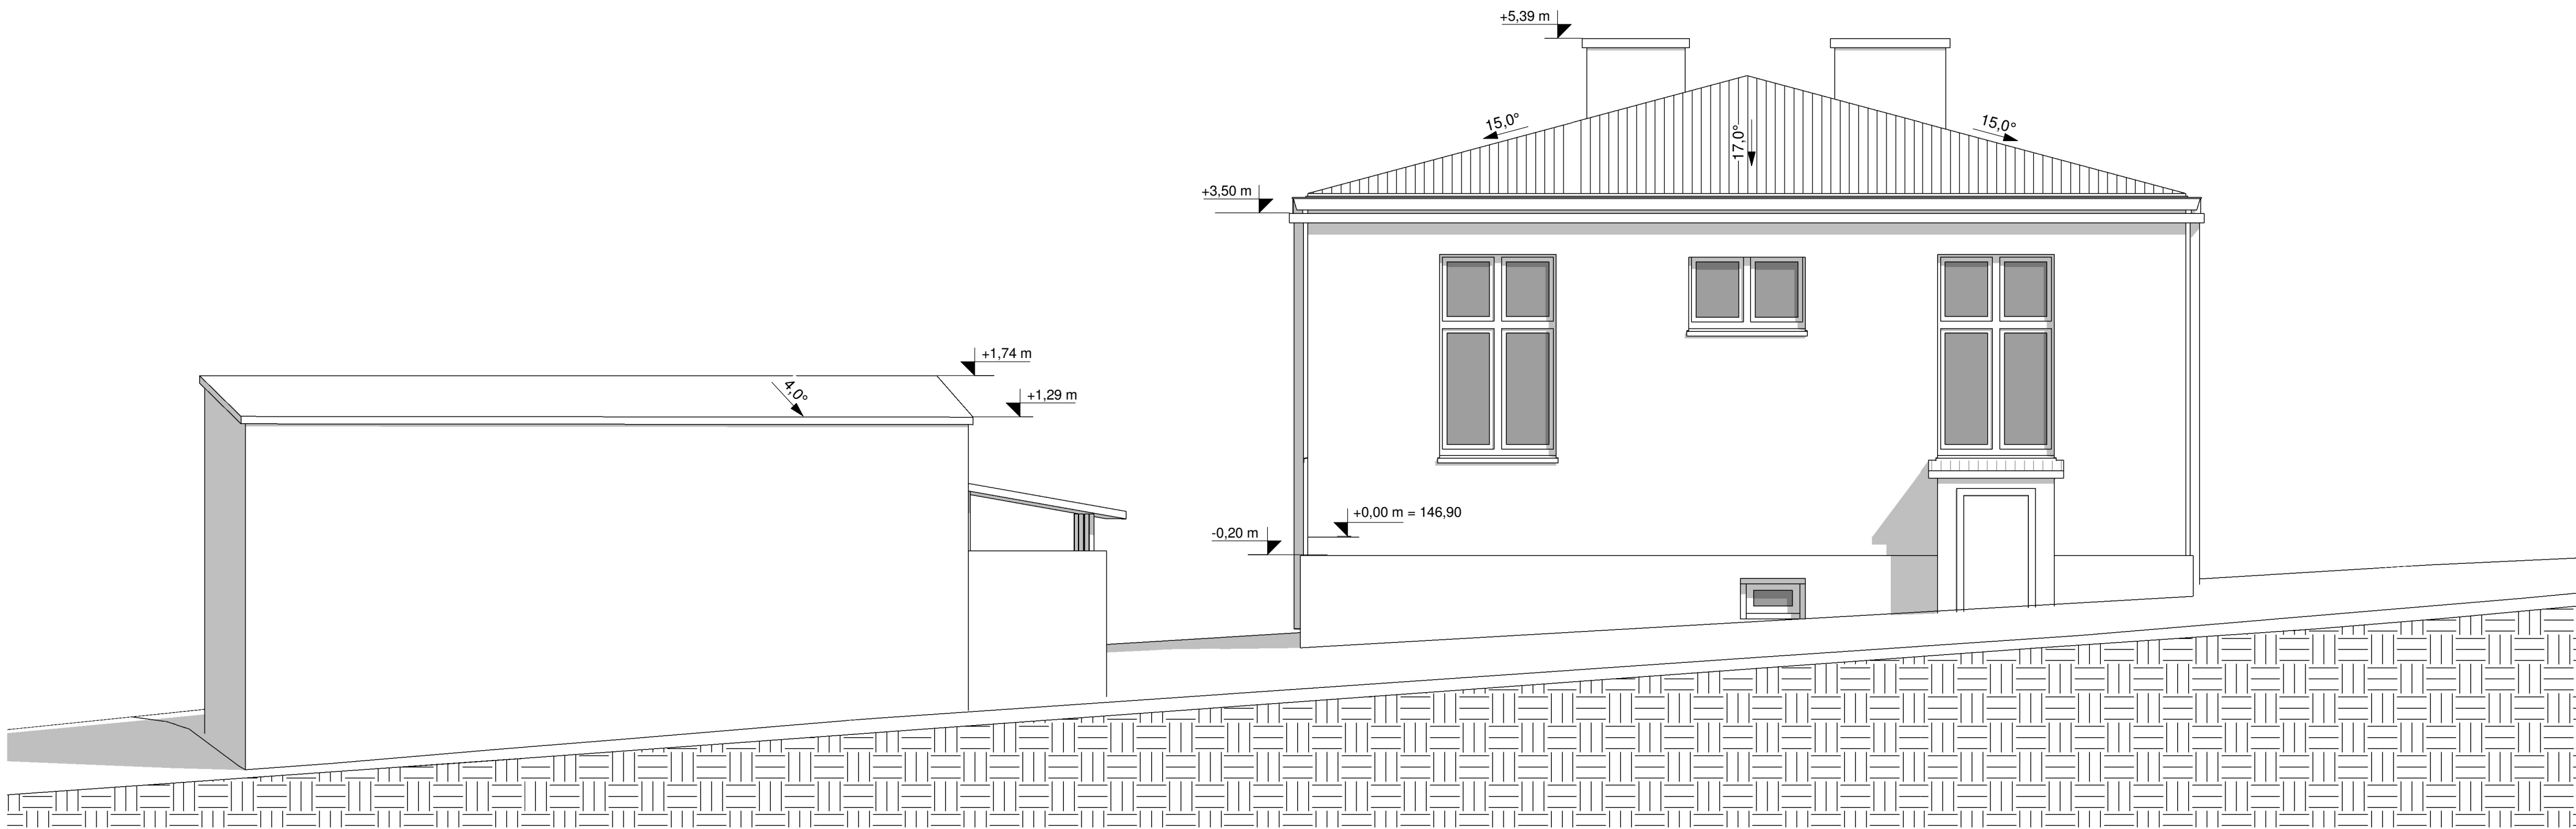 +5,39 m
15,0°
17,0°
15,0°
+3,50 m
+1,74 m
4,0°
+1,29 m
+0,00 m = 146,90
-0,20 m